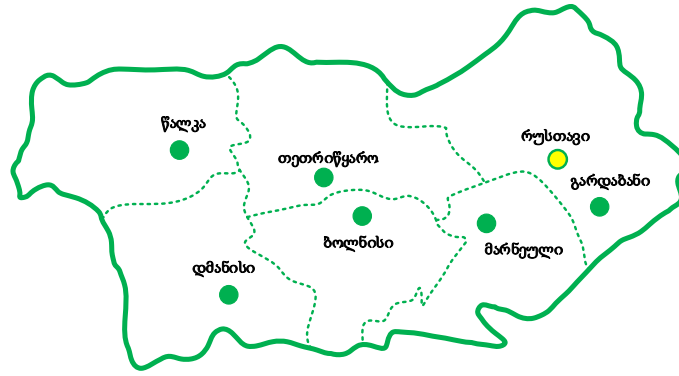 წალკა
რუსთავი
თეთრიწყარო
გარდაბანი
ბოლნისი
მარნეული
დმანისი